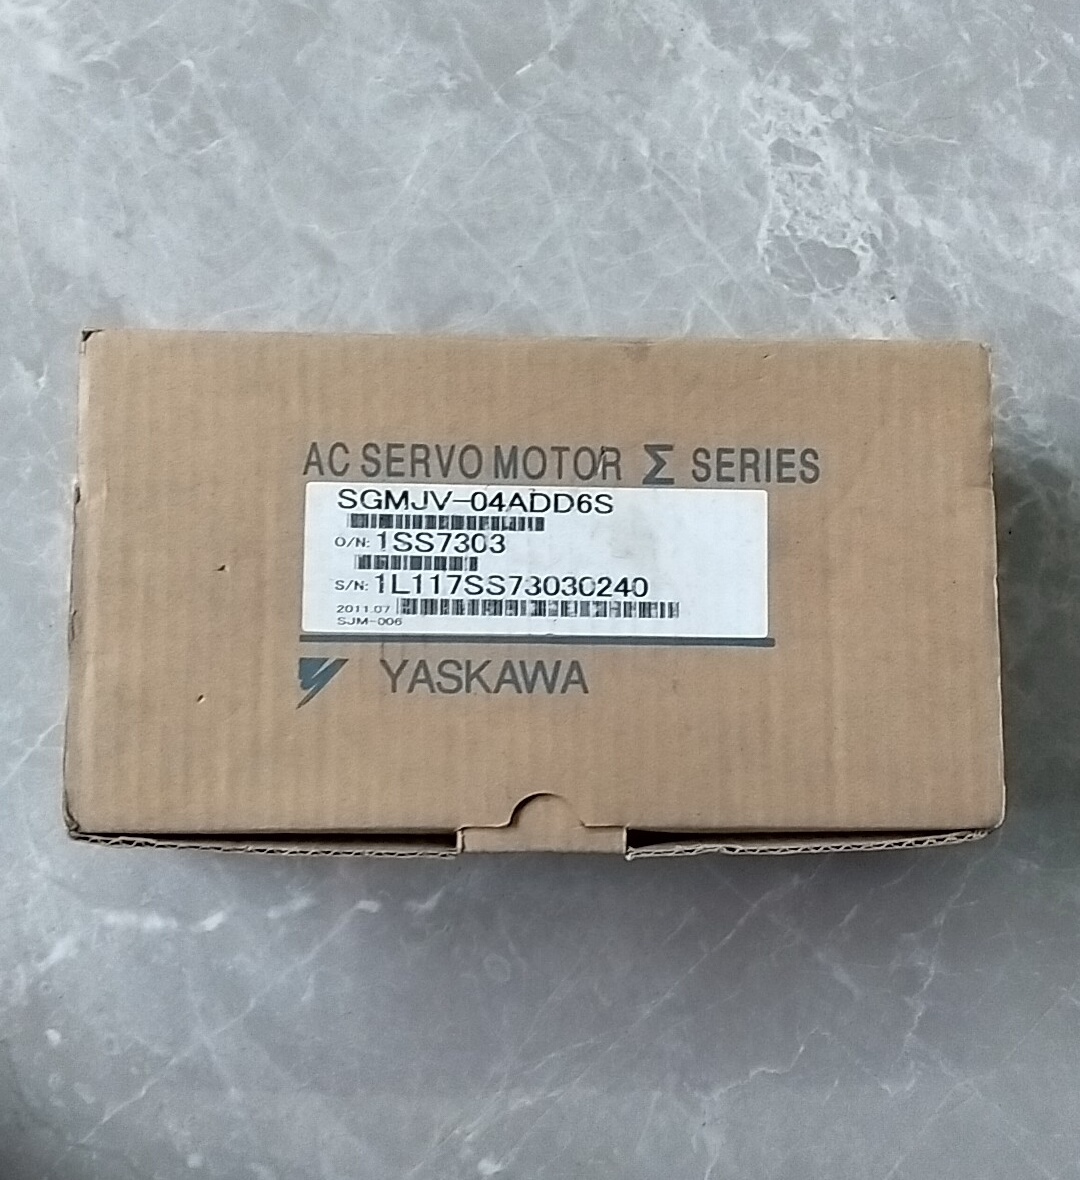 AC SERVO MOTOR Σ SERIES
SGMJV-04ADD6S
O/N: 1SS7303
S/N: 1L117SS73030240
2011.07
SJM-006
YASKAWA